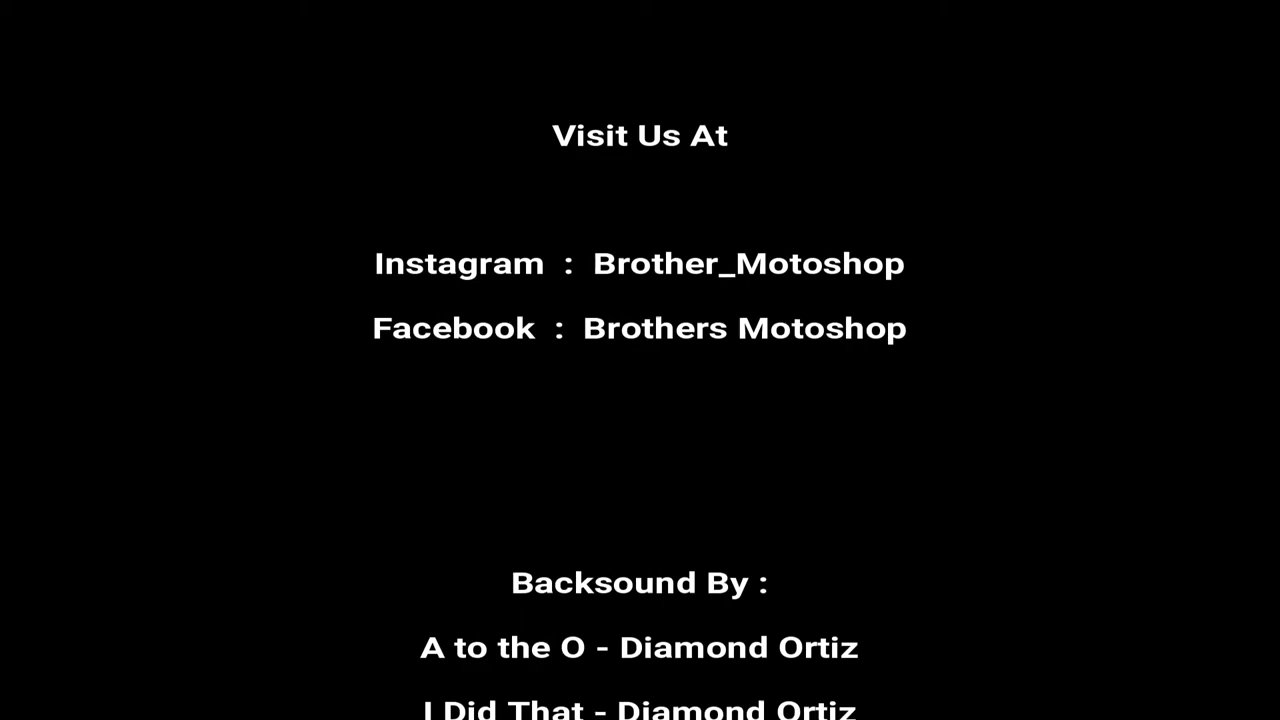 Visit Us At
Instagram : Brother_Motoshop
Facebook : Brothers Motoshop
Backsound By :
A to the O - Diamond Ortiz
I Did That - Diamond Ortiz